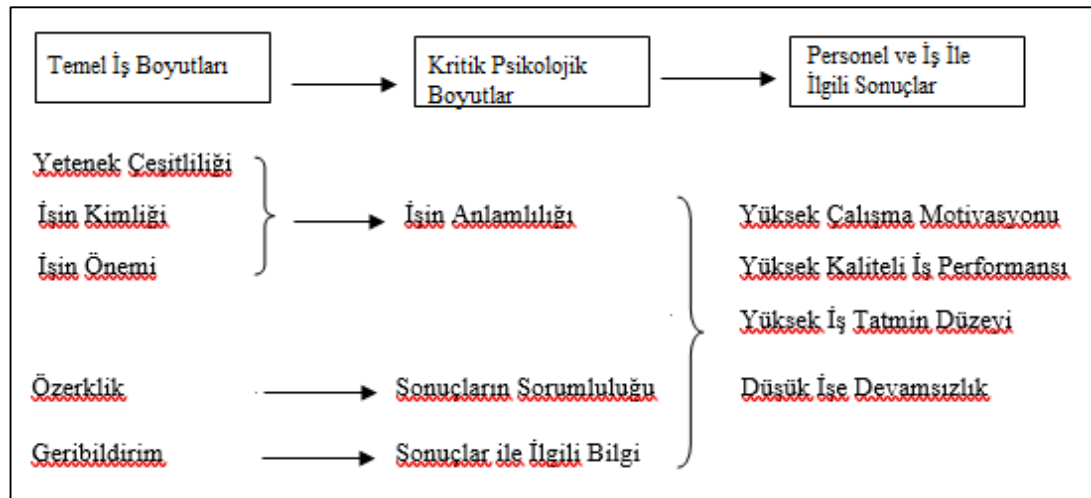 Temel İş Boyutları
Kritik Psikolojik
Boyutlar
Personel ve İş İle
İlgili Sonuçlar
Yetenek Çeşitliliği
İşin Kimliği
İşin Anlamlılığı
Yüksek Çalışma Motivasyonu
İşin Önemi
Yüksek Kaliteli İş Performansı
Yüksek İş Tatmin Düzeyi
Özerklik
Sonuçların Sorumluluğu
Düşük İşe Devamsızlık
Geribildirim
Sonuçlar ile İlgili Bilgi